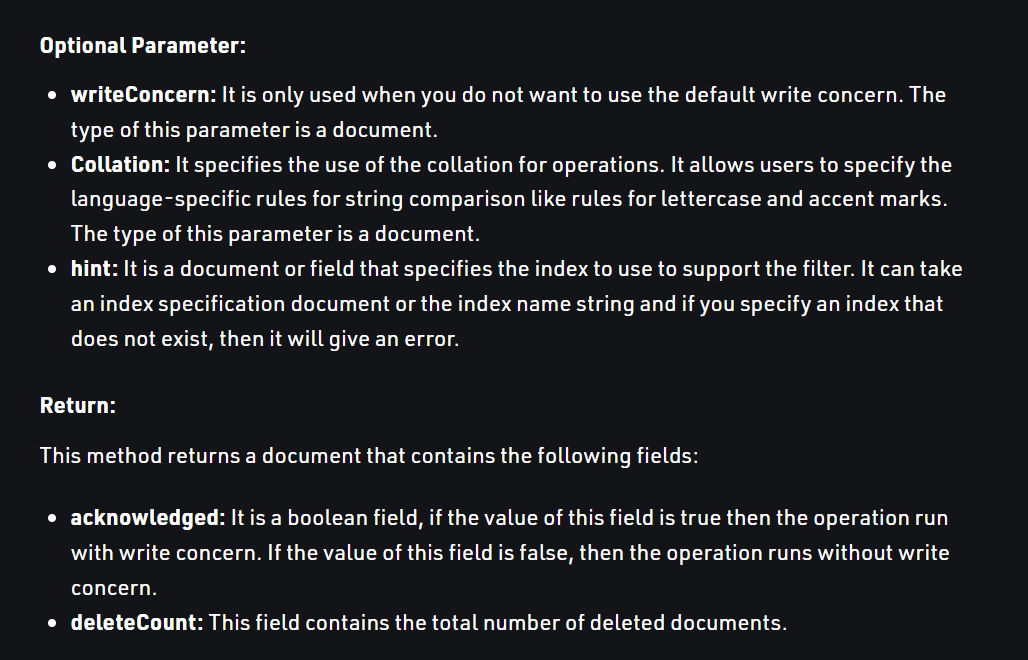 Optional Parameter:
• writeConcern: It is only used when you do not want to use the default write concern. The
type of this parameter is a document.
• Collation: It specifies the use of the collation for operations. It allows users to specify the
language-specific rules for string comparison like rules for lettercase and accent marks.
The type of this parameter is a document.
• hint: It is a document or field that specifies the index to use to support the filter. It can take
an index specification document or the index name string and if you specify an index that
does not exist, then it will give an error.
Return:
This method returns a document that contains the following fields:
• acknowledged: It is a boolean field, if the value of this field is true then the operation run
with write concern. If the value of this field is false, then the operation runs without write
concern.
• deleteCount: This field contains the total number of deleted documents.